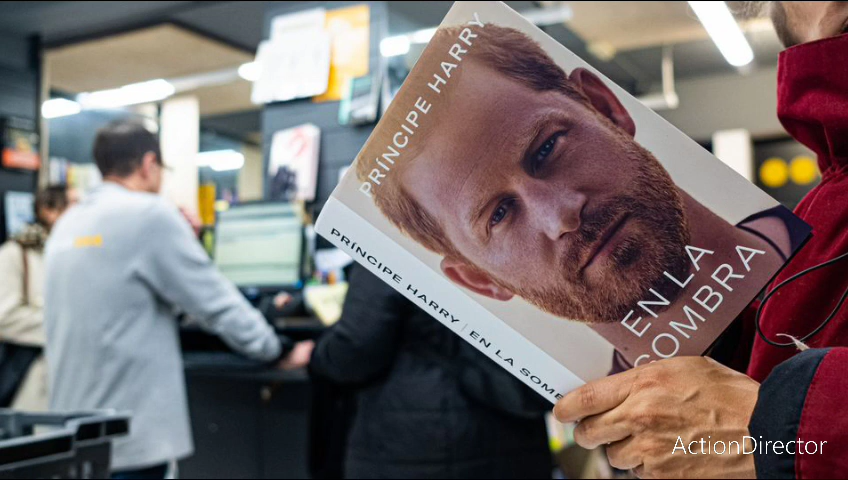 PRÍNCIPE HARRY
EN LA
SOMBRA
PRÍNCIPE HARRY | EN LA SOMB
ActionDirector